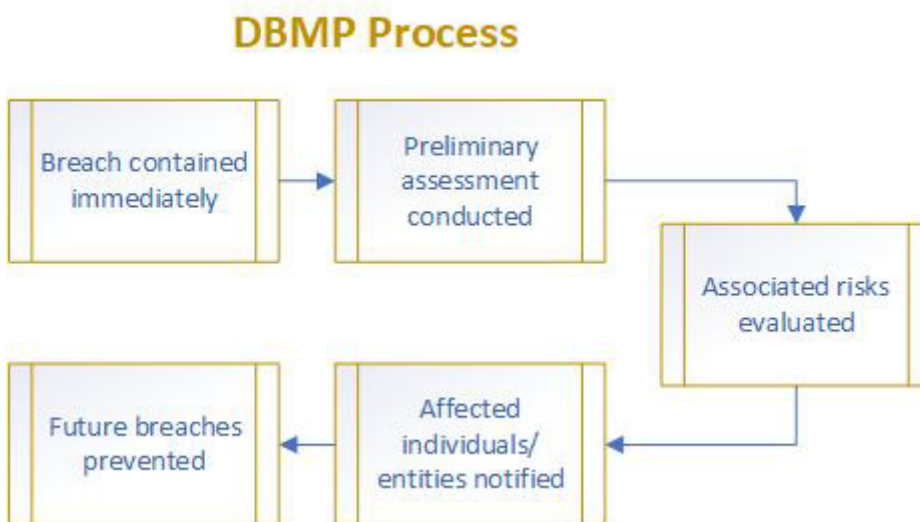 DBMP Process
Breach contained
immediately
Preliminary
assessment
conducted
Associated risks
evaluated
Affected
individuals/
entities notified
Future breaches
prevented